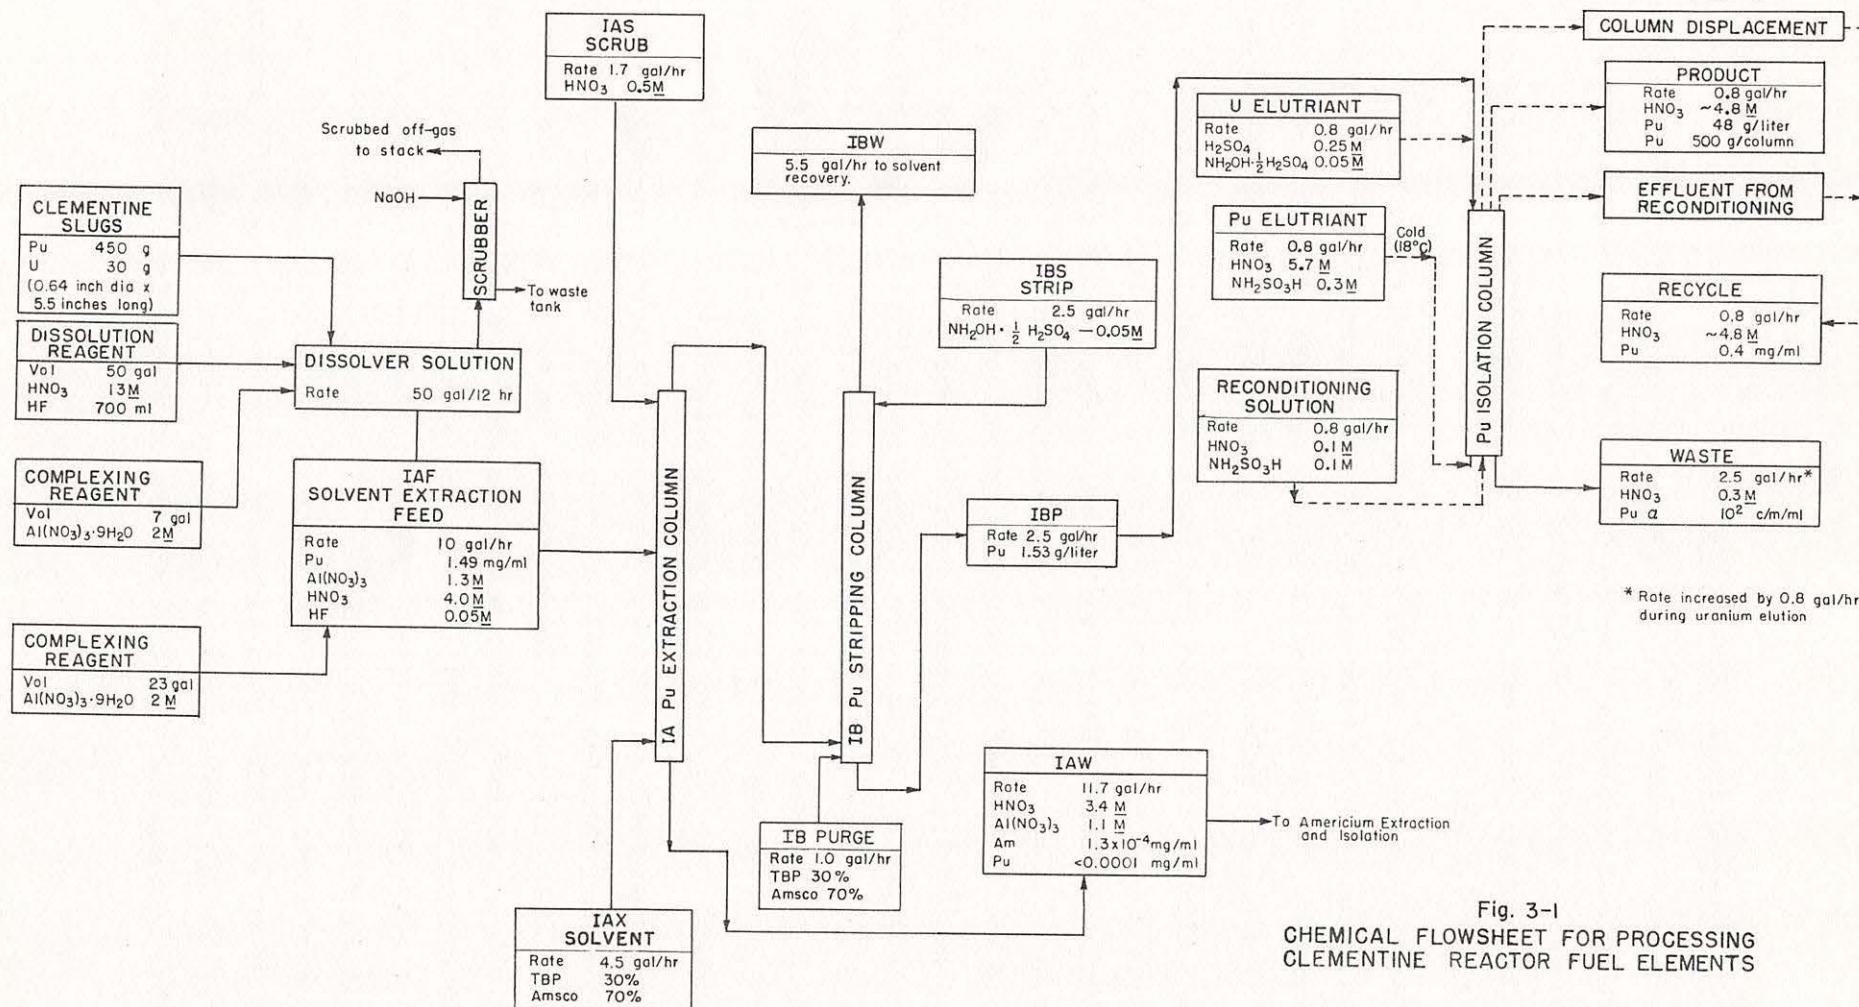 IAS
SCRUB
Rate 1.7 gal/hr
HNO₃ 0.5M
Scrubbed off-gas
to stack
NaOH
SCRUBBER
To waste
tank
CLEMENTINE
SLUGS
Pu 450 g
U 30 g
(0.64 inch dia x
5.5 inches long)
DISSOLUTION
REAGENT
Vol 50 gal
HNO₃ 13M
HF 700 ml
DISSOLVER SOLUTION
Rate 50 gal/12 hr
COMPLEXING
REAGENT
Vol 7 gal
Al(NO₃)₃·9H₂O 2M
IAF
SOLVENT EXTRACTION
FEED
Rate 10 gal/hr
Pu 1.49 mg/ml
Al(NO₃)₃ 1.3M
HNO₃ 4.0M
HF 0.05M
COMPLEXING
REAGENT
Vol 23 gal
Al(NO₃)₃·9H₂O 2 M
IA Pu EXTRACTION COLUMN
IAX
SOLVENT
Rate 4.5 gal/hr
TBP 30%
Amsco 70%
IBW
5.5 gal/hr to solvent
recovery.
IB Pu STRIPPING COLUMN
IBS
STRIP
Rate 2.5 gal/hr
NH₂OH · ½ H₂SO₄ — 0.05M
IB PURGE
Rate 1.0 gal/hr
TBP 30%
Amsco 70%
IBP
Rate 2.5 gal/hr
Pu 1.53 g/liter
IAW
Rate 11.7 gal/hr
HNO₃ 3.4 M
Al(NO₃)₃ 1.1 M
Am 1.3x10⁻⁴mg/ml
Pu <0.0001 mg/ml
To Americium Extraction
and Isolation
U ELUTRIANT
Rate 0.8 gal/hr
H₂SO₄ 0.25M
NH₂OH·½H₂SO₄ 0.05M
Pu ELUTRIANT
Rate 0.8 gal/hr
HNO₃ 5.7 M
NH₂SO₃H 0.3M
Cold
(18°C)
RECONDITIONING
SOLUTION
Rate 0.8 gal/hr
HNO₃ 0.1 M
NH₂SO₃H 0.1M
Pu ISOLATION COLUMN
COLUMN DISPLACEMENT
PRODUCT
Rate 0.8 gal/hr
HNO₃ ~4.8 M
Pu 48 g/liter
Pu 500 g/column
EFFLUENT FROM
RECONDITIONING
RECYCLE
Rate 0.8 gal/hr
HNO₃ ~4.8 M
Pu 0.4 mg/ml
WASTE
Rate 2.5 gal/hr*
HNO₃ 0.3M
Pu α 10² c/m/ml
* Rate increased by 0.8 gal/hr
during uranium elution
Fig. 3-1
CHEMICAL FLOWSHEET FOR PROCESSING
CLEMENTINE REACTOR FUEL ELEMENTS